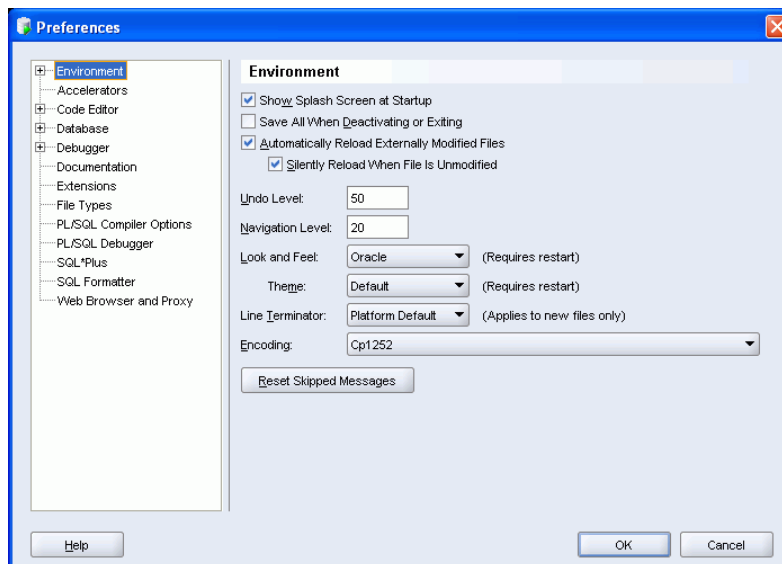 Preferences
Environment
Accelerators
Code Editor
Database
Debugger
Documentation
Extensions
File Types
PL/SQL Compiler Options
PL/SQL Debugger
SQL*Plus
SQL Formatter
Web Browser and Proxy
Environment
Show Splash Screen at Startup
Save All When Deactivating or Exiting
Automatically Reload Externally Modified Files
Silently Reload When File Is Unmodified
Undo Level: 50
Navigation Level: 20
Look and Feel: Oracle (Requires restart)
Theme: Default (Requires restart)
Line Terminator: Platform Default (Applies to new files only)
Encoding: Cp1252
Reset Skipped Messages
Help OK Cancel